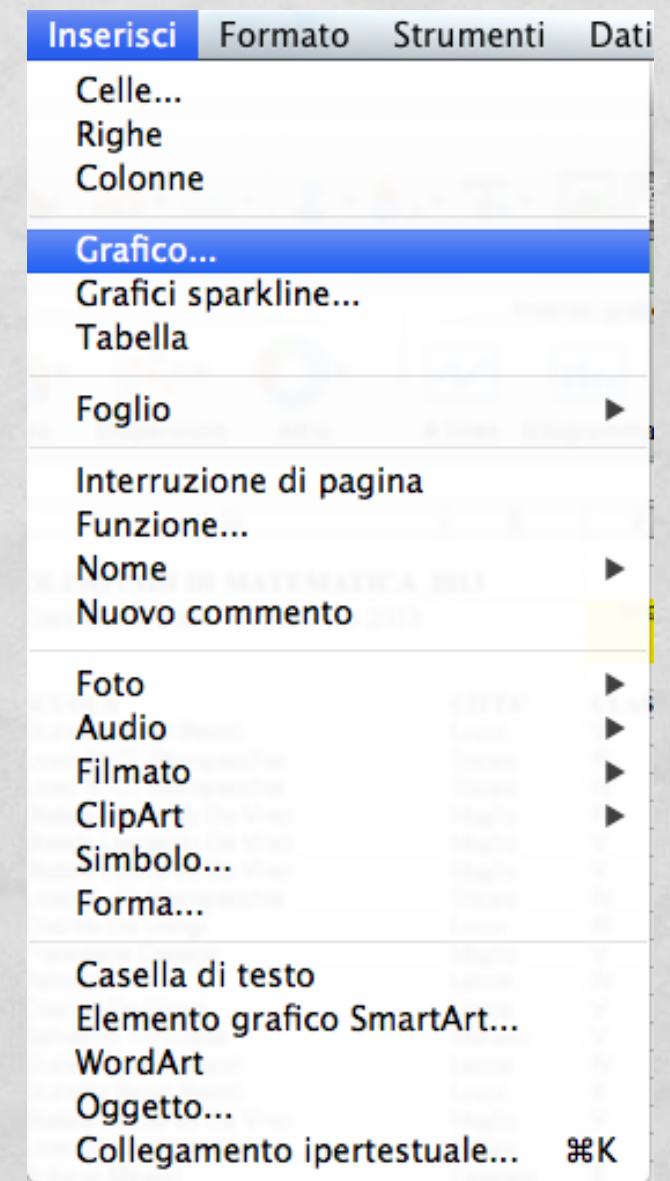 Inserisci Formato Strumenti Dati
Celle...
Righe
Colonne
Grafico...
Grafici sparkline...
Tabella
Foglio
Interruzione di pagina
Funzione...
Nome
Nuovo commento
Foto
Audio
Filmato
ClipArt
Simbolo...
Forma...
Casella di testo
Elemento grafico SmartArt...
WordArt
Oggetto...
Collegamento ipertestuale... ⌘K